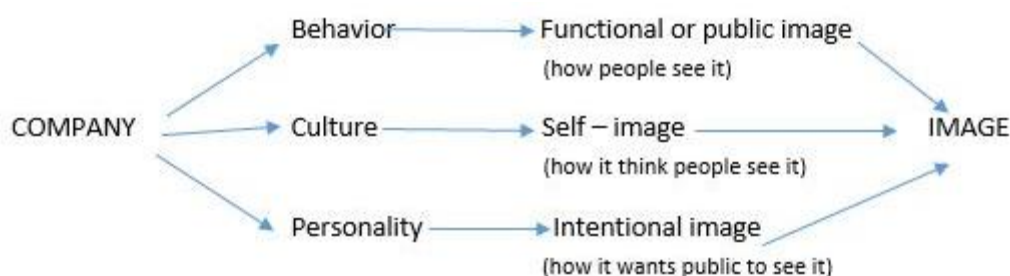 Behavior Functional or public image
(how people see it)
COMPANY Culture Self – image IMAGE
(how it think people see it)
Personality Intentional image
(how it wants public to see it)